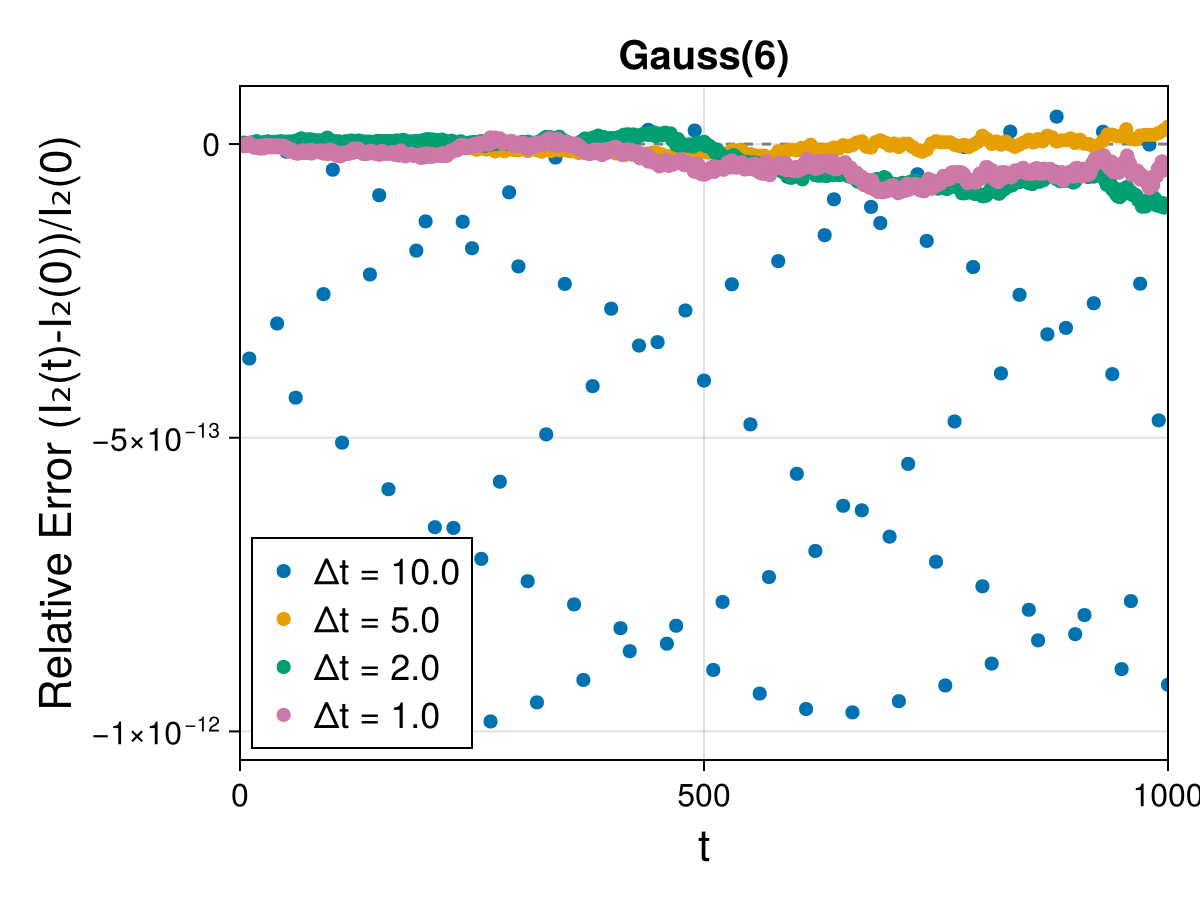 Gauss(6)
Relative Error (I₂(t)-I₂(0))/I₂(0)
0
−5×10⁻¹³
−1×10⁻¹²
Δt = 10.0
Δt = 5.0
Δt = 2.0
Δt = 1.0
0
500
1000
t